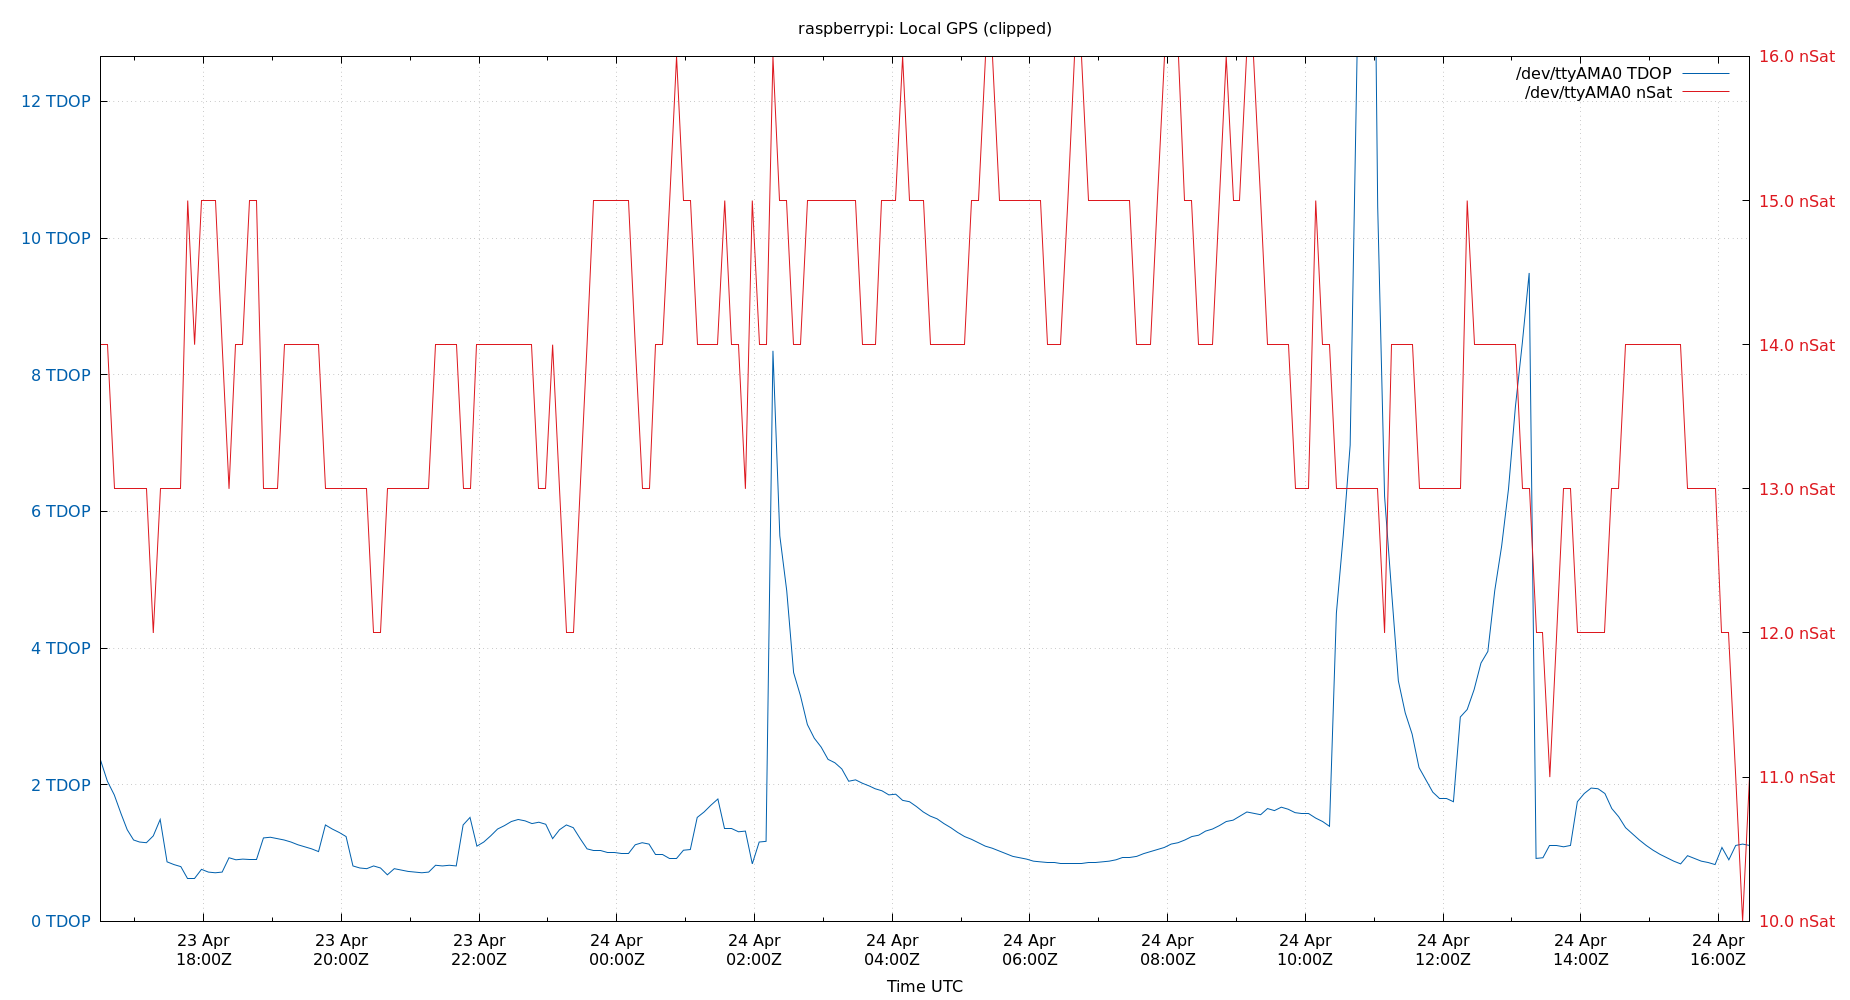 raspberrypi: Local GPS (clipped)
/dev/ttyAMA0 TDOP
/dev/ttyAMA0 nSat
12 TDOP
10 TDOP
8 TDOP
6 TDOP
4 TDOP
2 TDOP
0 TDOP
16.0 nSat
15.0 nSat
14.0 nSat
13.0 nSat
12.0 nSat
11.0 nSat
10.0 nSat
23 Apr 23 Apr 23 Apr 24 Apr 24 Apr 24 Apr 24 Apr 24 Apr 24 Apr 24 Apr 24 Apr 24 Apr
18:00Z 20:00Z 22:00Z 00:00Z 02:00Z 04:00Z 06:00Z 08:00Z 10:00Z 12:00Z 14:00Z 16:00Z
Time UTC